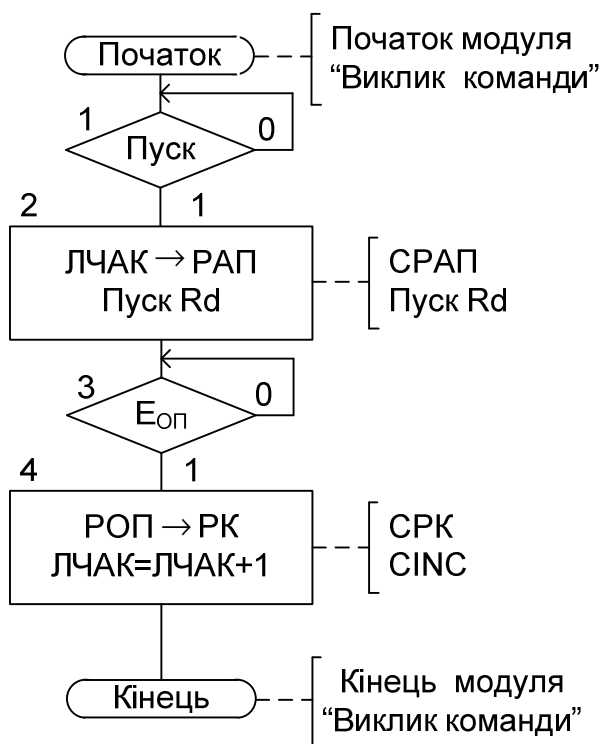 Початок
Початок модуля
“Виклик команди”
1
0
Пуск
2
1
ЛЧАК → РАП
Пуск Rd
СРАП
Пуск Rd
3
0
ЕОП
4
1
РОП → РК
ЛЧАК=ЛЧАК+1
СРК
CINC
Кінець
Кінець модуля
“Виклик команди”